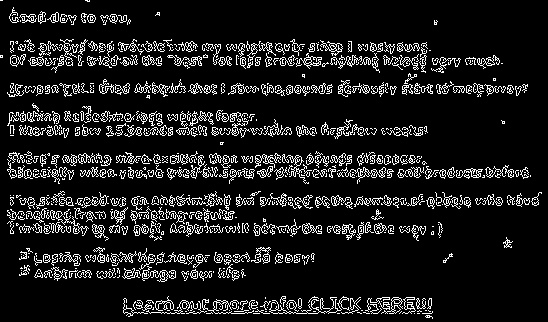 Good day to you,
I've always had trouble with my weight ever since I was young.
Of course I tried all the "best" fat loss products, nothing helped very much.
It wasn't till I tried Anatrim that I saw the pounds seriously start to melt away!
Nothing helped me lose weight faster.
I literally saw 15 pounds melt away within the first few weeks!
There's nothing more exciting than watching pounds disappear,
especially when you've tried all sorts of different methods and products before.
I've since read up on Anatrim and am amazed at the number of people who have
benefited from its amazing results.
I'm halfway to my goal, Anatrim will get me the rest of the way : )
Losing weight has never been so easy!
Anatrim will change your life!
Learn out more info! CLICK HERE!!!